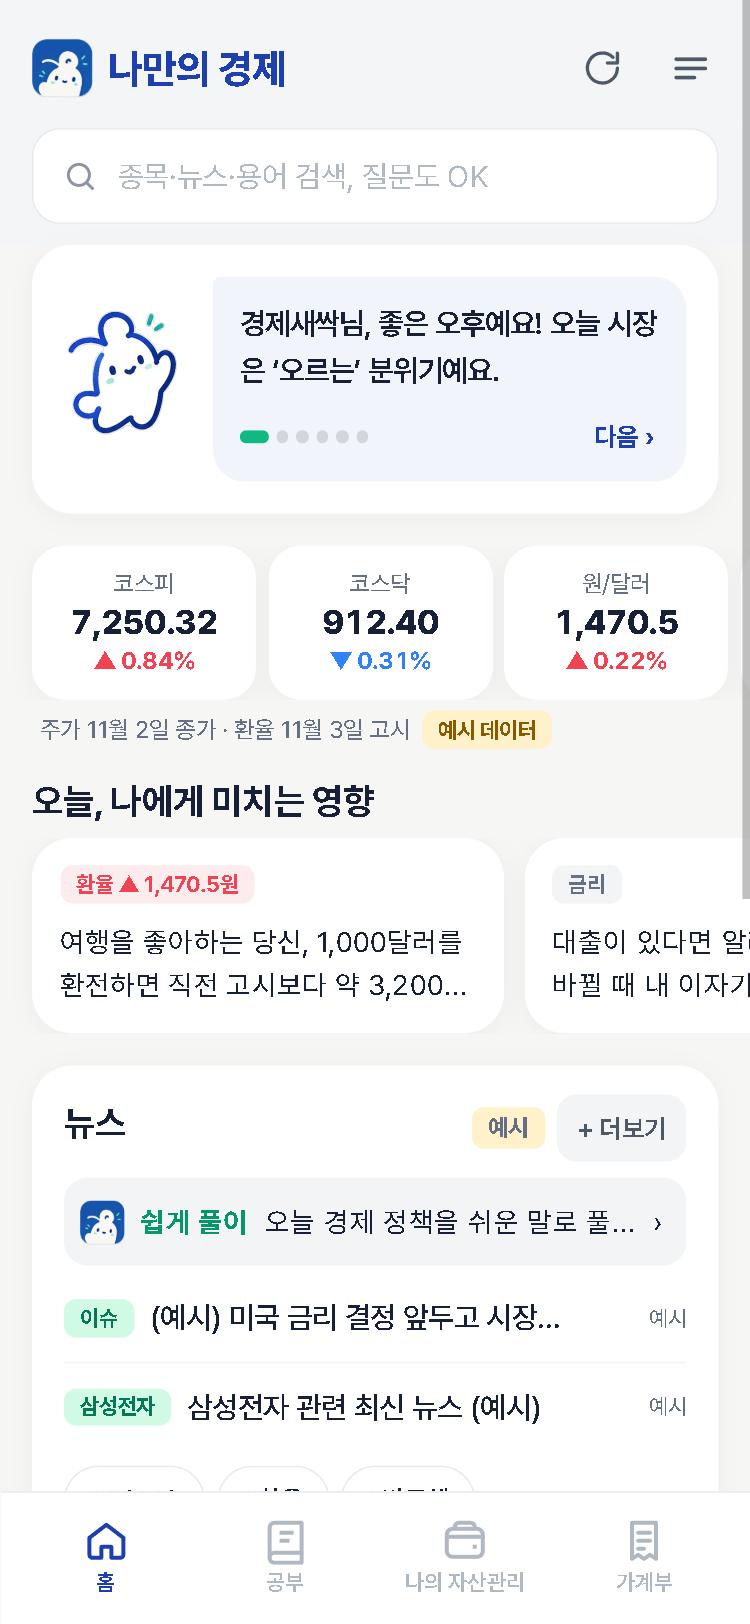 나만의 경제
종목·뉴스·용어 검색, 질문도 OK
경제새싹님, 좋은 오후예요! 오늘 시장
은 ‘오르는’ 분위기예요.
다음 ›
코스피
7,250.32
▲ 0.84%
코스닥
912.40
▼ 0.31%
원/달러
1,470.5
▲ 0.22%
주가 11월 2일 종가 · 환율 11월 3일 고시 예시 데이터
오늘, 나에게 미치는 영향
환율 ▲ 1,470.5원
여행을 좋아하는 당신, 1,000달러를
환전하면 직전 고시보다 약 3,200...
금리
대출이 있다면
바뀔 때 내 이자가
뉴스 예시 + 더보기
쉽게 풀이 오늘 경제 정책을 쉬운 말로 풀... ›
이슈 (예시) 미국 금리 결정 앞두고 시장... 예시
삼성전자 삼성전자 관련 최신 뉴스 (예시) 예시
홈 공부 나의 자산관리 가계부